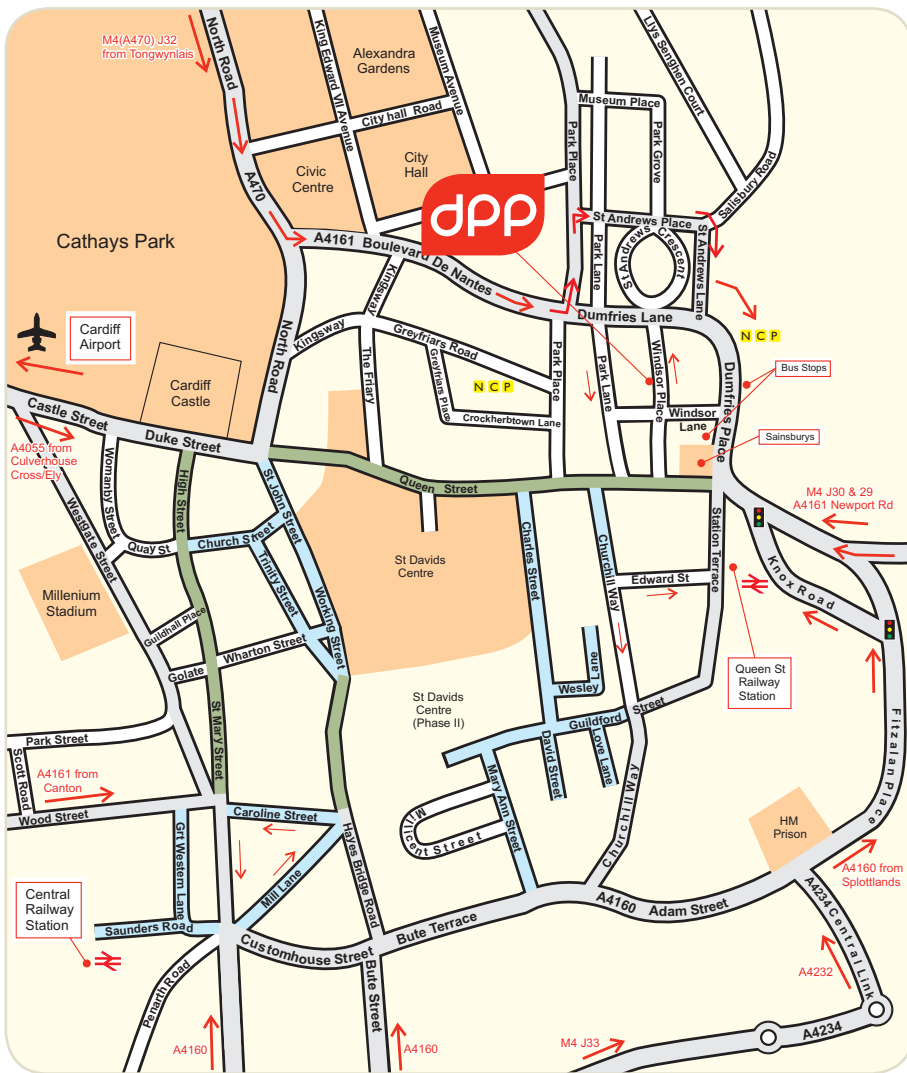 M4(A470) J32
from Tongwynlais
North Road
King Edward VII Avenue
Alexandra
Gardens
Museum Avenue
City hall Road
Llys Senghen Court
Museum Place
Park Place
Park Grove
Salisbury Road
A470
Civic
Centre
City
Hall
dpp
St Andrews Place
St Andrews
Crescent
St Andrews Lane
Park Lane
Cathays Park
A4161 Boulevard De Nantes
Kingsway
Dumfries Lane
Cardiff
Airport
North Road
Kingsway
Greyfriars Road
The Friary
Greyfriars Place
N C P
Crockherbtown Lane
Park Place
Park Lane
Windsor Place
N C P
Bus Stops
Windsor
Lane
Dumfries Place
Sainsburys
Cardiff
Castle
Castle Street
Duke Street
A4055 from
Culverhouse
Cross/Ely
Womanby Street
High Street
St John Street
Queen Street
M4 J30 & 29
A4161 Newport Rd
Westgate Street
Quay St
Church Street
Trinity Street
Working Street
St Davids
Centre
Charles Street
Churchill Way
Station Terrace
Edward St
Knox Road
Millenium
Stadium
Guildhall Place
Golate
Wharton Street
Queen St
Railway
Station
St Davids
Centre
(Phase II)
Wesley
Lane
Guildford Street
Love Lane
David Street
Park Street
Scott Road
St Mary Street
A4161 from
Canton
Wood Street
Caroline Street
Mary Ann Street
Millicent Street
Churchill Way
Fitzalan Place
HM
Prison
A4160 from
Splottlands
Grt Western Lane
Mill Lane
Hayes Bridge Road
Central
Railway
Station
Saunders Road
Customhouse Street
Bute Terrace
A4160 Adam Street
A4234 Central Link
Penarth Road
Bute Street
A4232
A4160
A4160
M4 J33
A4234